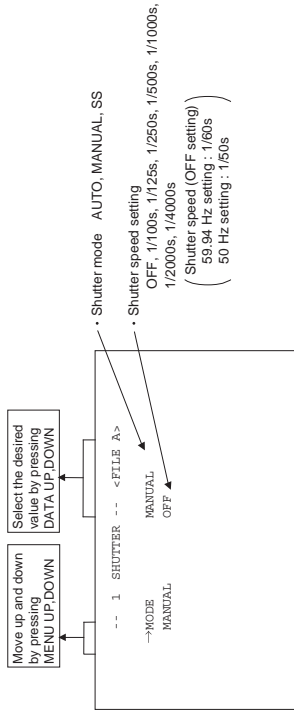 Move up and down
by pressing
MENU UP,DOWN
Select the desired
value by pressing
DATA UP,DOWN
-- 1 SHUTTER -- <FILE A>
→MODE MANUAL
MANUAL OFF
• Shutter mode AUTO, MANUAL, SS
• Shutter speed setting
OFF, 1/100s, 1/125s, 1/250s, 1/500s, 1/1000s,
1/2000s, 1/4000s
Shutter speed (OFF setting)
59.94 Hz setting : 1/60s
50 Hz setting : 1/50s